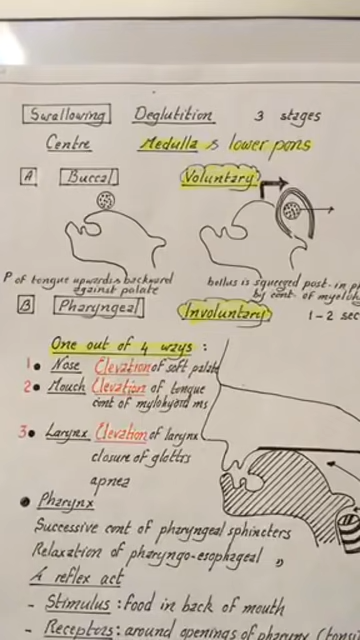 Swallowing Deglutition 3 stages
Centre Medulla & lower pons
A Buccal Voluntary
P of tongue upwards & backward
against palate
bollus is squeezed post. in p
by cont. of myloh
B Pharyngeal Involuntary 1-2 sec
One out of 4 ways:
1 • Nose Elevation of soft palate
2 • Mouth Elevation of tongue
cont of mylohyoid ms
3 • Larynx Elevation of larynx
closure of glottis
apnea
• Pharynx
Successive cont of pharyngeal sphincters
Relaxation of pharyngo-esophageal "
A reflex act
- Stimulus: food in back of mouth
- Receptors: around openings of pharynx (ton